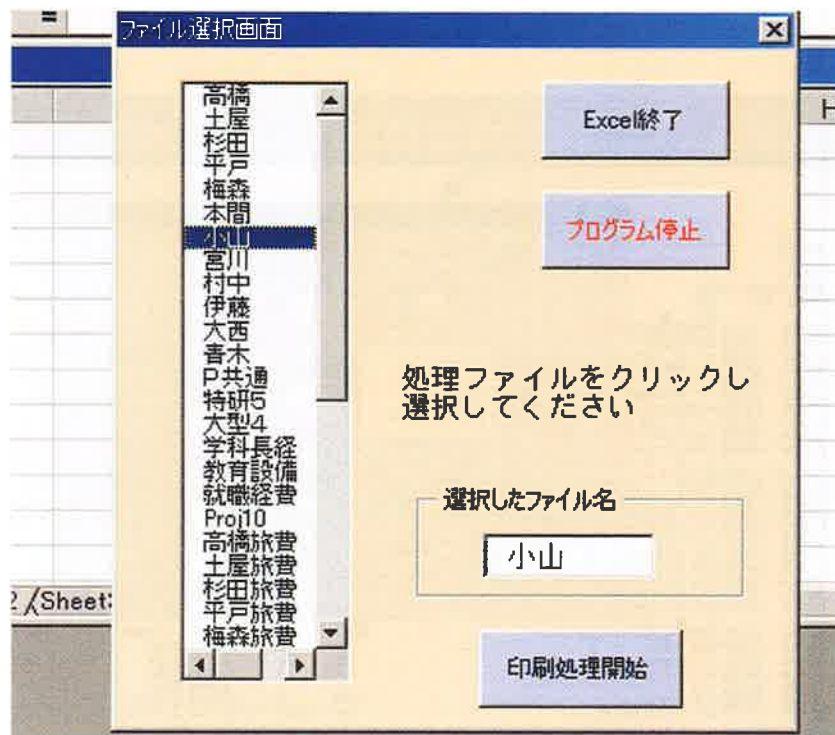 ファイル選択画面
高橋
土屋
杉田
平戸
梅森
本間
小山
宮川
村中
伊藤
大西
青木
P共通
特研5
大型4
学科長経
教育設備
就職経費
Proj10
高橋旅費
土屋旅費
杉田旅費
平戸旅費
梅森旅費
Excel終了
プログラム停止
処理ファイルをクリックし
選択してください
選択したファイル名
小山
印刷処理開始
2 /Sheet